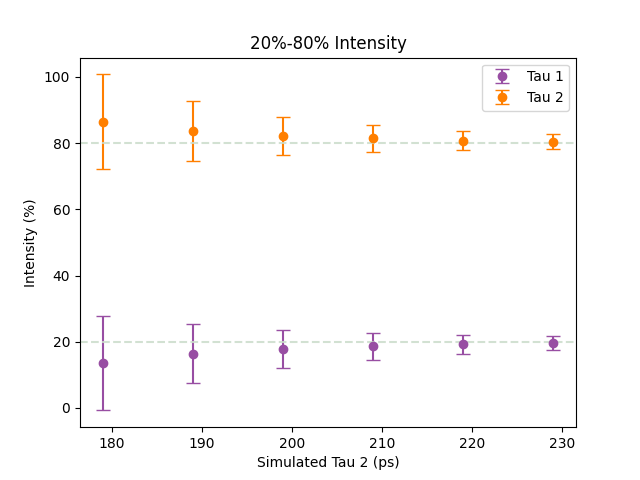 20%-80% Intensity
Tau 1
Tau 2
100
80
60
40
20
0
Intensity (%)
180 190 200 210 220 230
Simulated Tau 2 (ps)